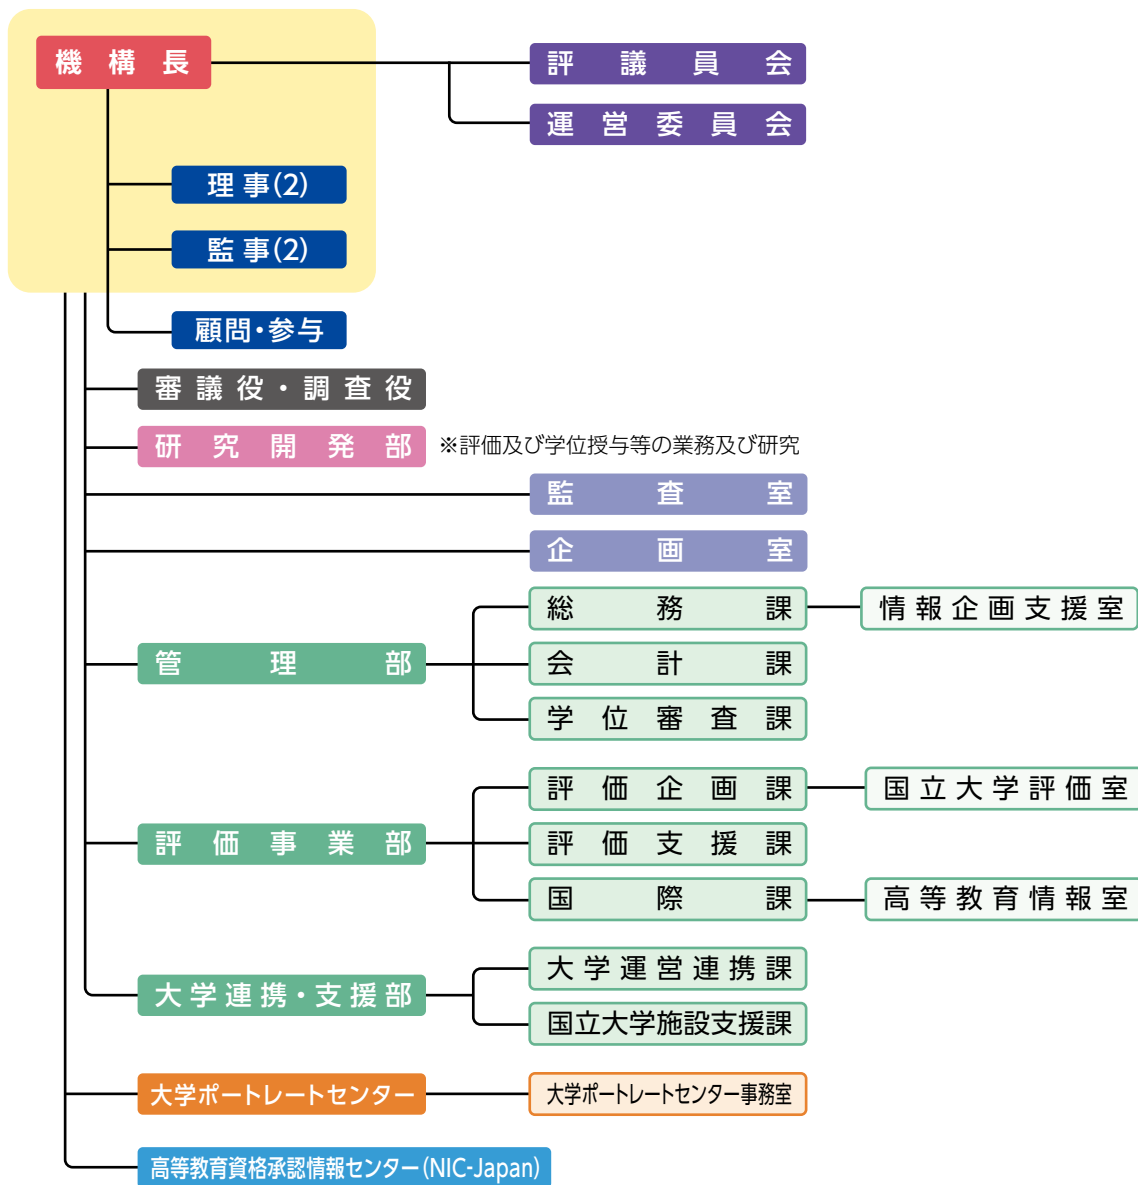 機構長
評議員会
運営委員会
理事(2)
監事(2)
顧問・参与
審議役・調査役
研究開発部 ※評価及び学位授与等の業務及び研究
監査室
企画室
総務課 情報企画支援室
管理部 会計課
学位審査課
評価企画課 国立大学評価室
評価事業部 評価支援課
国際課 高等教育情報室
大学運営連携課
大学連携・支援部
国立大学施設支援課
大学ポートレートセンター 大学ポートレートセンター事務室
高等教育資格承認情報センター(NIC-Japan)